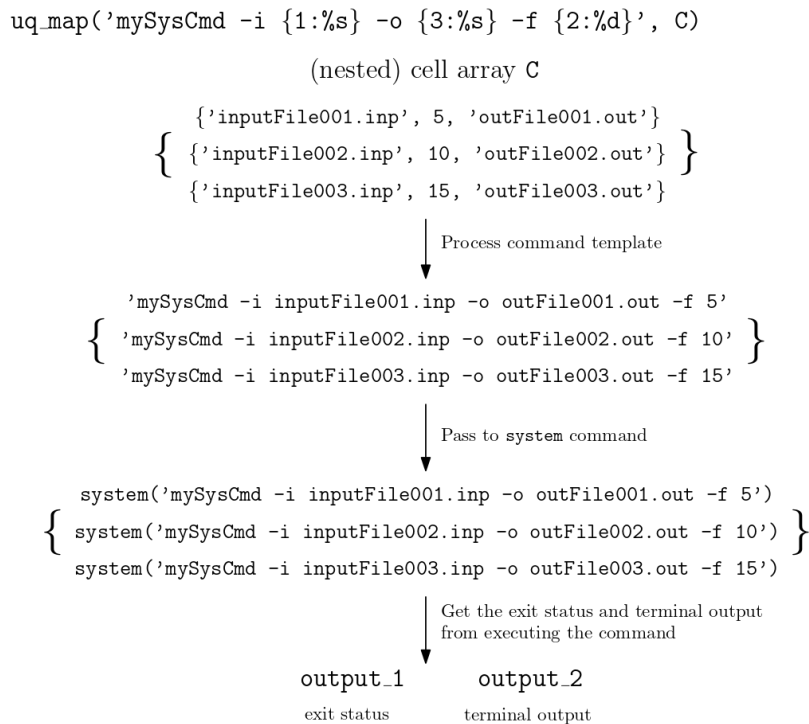 uq_map('mySysCmd -i {1:%s} -o {3:%s} -f {2:%d}', C)
(nested) cell array C
{'inputFile001.inp', 5, 'outFile001.out'}
{ {'inputFile002.inp', 10, 'outFile002.out'} }
{'inputFile003.inp', 15, 'outFile003.out'}
Process command template
'mySysCmd -i inputFile001.inp -o outFile001.out -f 5'
{ 'mySysCmd -i inputFile002.inp -o outFile002.out -f 10' }
'mySysCmd -i inputFile003.inp -o outFile003.out -f 15'
Pass to system command
system('mySysCmd -i inputFile001.inp -o outFile001.out -f 5')
{ system('mySysCmd -i inputFile002.inp -o outFile002.out -f 10') }
system('mySysCmd -i inputFile003.inp -o outFile003.out -f 15')
Get the exit status and terminal output
from executing the command
output_1 output_2
exit status terminal output